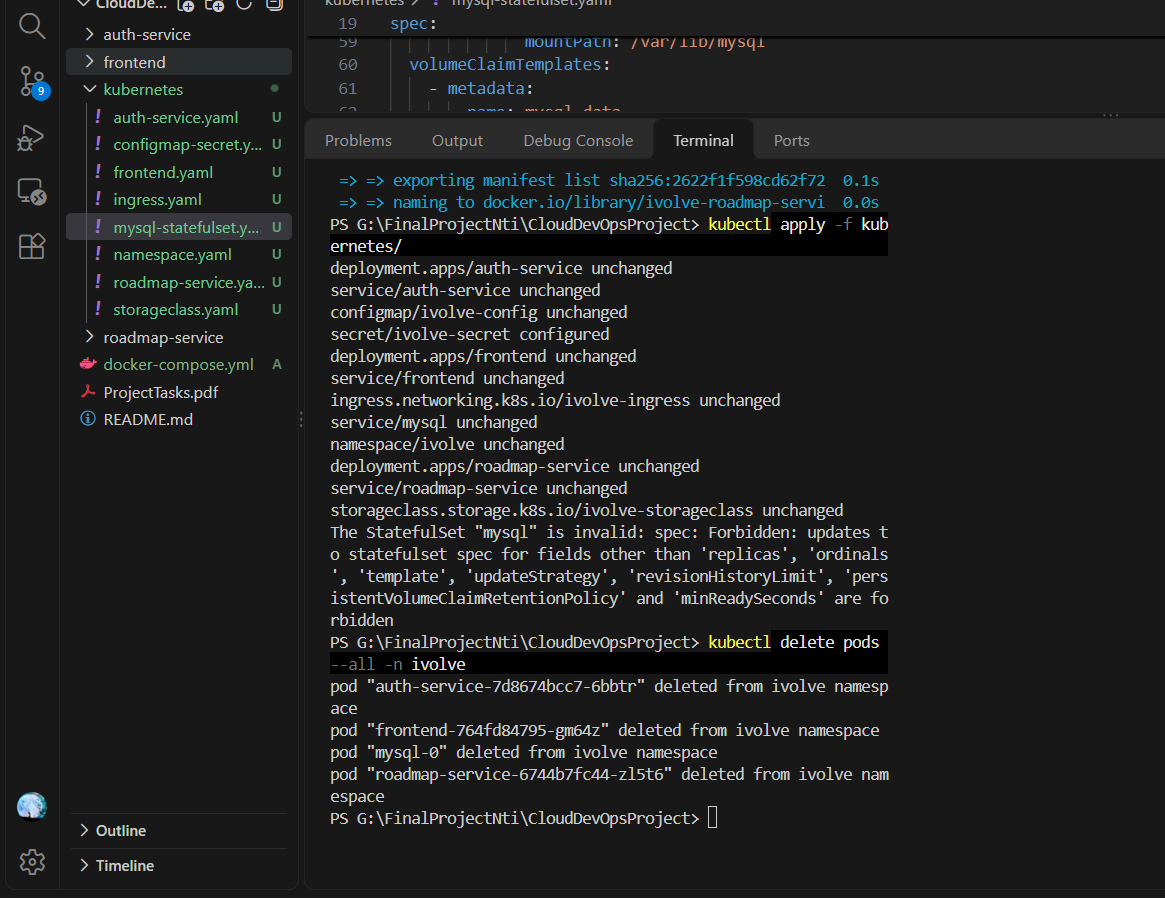 CloudDe...
auth-service
frontend
kubernetes
auth-service.yaml U
configmap-secret.y... U
frontend.yaml U
ingress.yaml U
mysql-statefulset.y... U
namespace.yaml U
roadmap-service.ya... U
storageclass.yaml U
roadmap-service
docker-compose.yml A
ProjectTasks.pdf
README.md
Outline
Timeline
9
kubernetes > ! mysql-statefulset.yaml
19 spec:
59 mountPath: /var/lib/mysql
60 volumeClaimTemplates:
61 - metadata:
62 name: mysql-data
Problems Output Debug Console Terminal Ports
=> => exporting manifest list sha256:2622f1f598cd62f72 0.1s
=> => naming to docker.io/library/ivolve-roadmap-servi 0.0s
PS G:\FinalProjectNti\CloudDevOpsProject> kubectl apply -f kub
ernetes/
deployment.apps/auth-service unchanged
service/auth-service unchanged
configmap/ivolve-config unchanged
secret/ivolve-secret configured
deployment.apps/frontend unchanged
service/frontend unchanged
ingress.networking.k8s.io/ivolve-ingress unchanged
service/mysql unchanged
namespace/ivolve unchanged
deployment.apps/roadmap-service unchanged
service/roadmap-service unchanged
storageclass.storage.k8s.io/ivolve-storageclass unchanged
The StatefulSet "mysql" is invalid: spec: Forbidden: updates t
o statefulset spec for fields other than 'replicas', 'ordinals
', 'template', 'updateStrategy', 'revisionHistoryLimit', 'pers
istentVolumeClaimRetentionPolicy' and 'minReadySeconds' are fo
rbidden
PS G:\FinalProjectNti\CloudDevOpsProject> kubectl delete pods
--all -n ivolve
pod "auth-service-7d8674bcc7-6bbtr" deleted from ivolve namesp
ace
pod "frontend-764fd84795-gm64z" deleted from ivolve namespace
pod "mysql-0" deleted from ivolve namespace
pod "roadmap-service-6744b7fc44-zl5t6" deleted from ivolve nam
espace
PS G:\FinalProjectNti\CloudDevOpsProject>